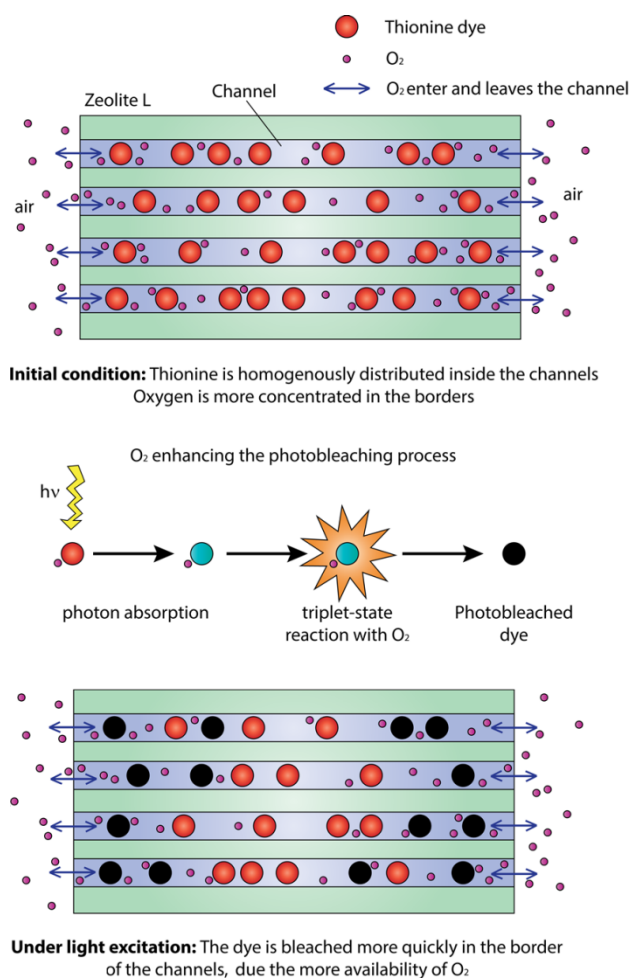 Thionine dye
O₂
O₂ enter and leaves the channel
Zeolite L
Channel
air
air
Initial condition: Thionine is homogenously distributed inside the channels
Oxygen is more concentrated in the borders
O₂ enhancing the photobleaching process
hν
photon absorption
triplet-state
reaction with O₂
Photobleached
dye
Under light excitation: The dye is bleached more quickly in the border
of the channels, due the more availability of O₂